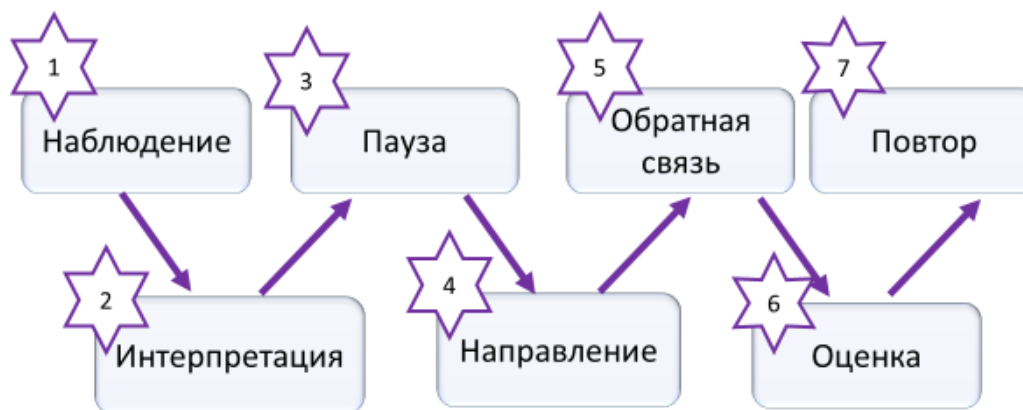 1
Наблюдение
2
Интерпретация
3
Пауза
4
Направление
5
Обратная
связь
6
Оценка
7
Повтор